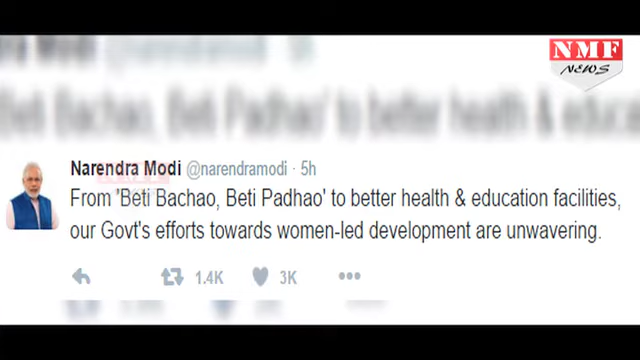 NMF
NEWS
Narendra Modi @narendramodi · 5h
From 'Beti Bachao, Beti Padhao' to better health & education facilities,
our Govt's efforts towards women-led development are unwavering.
1.4K 3K